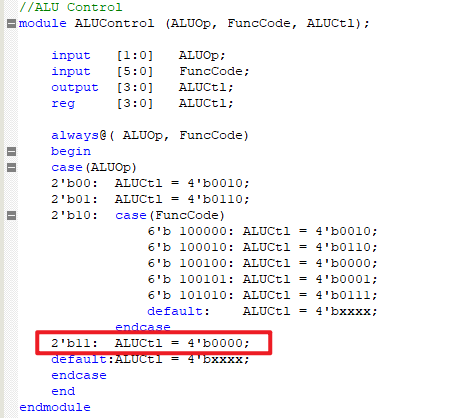 //ALU Control
module ALUControl (ALUOp, FuncCode, ALUCtl);
input [1:0] ALUOp;
input [5:0] FuncCode;
output [3:0] ALUCtl;
reg [3:0] ALUCtl;
always@( ALUOp, FuncCode)
begin
case(ALUOp)
2'b00: ALUCtl = 4'b0010;
2'b01: ALUCtl = 4'b0110;
2'b10: case(FuncCode)
6'b 100000: ALUCtl = 4'b0010;
6'b 100010: ALUCtl = 4'b0110;
6'b 100100: ALUCtl = 4'b0000;
6'b 100101: ALUCtl = 4'b0001;
6'b 101010: ALUCtl = 4'b0111;
default: ALUCtl = 4'bxxxx;
endcase
2'b11: ALUCtl = 4'b0000;
default:ALUCtl = 4'bxxxx;
endcase
end
endmodule